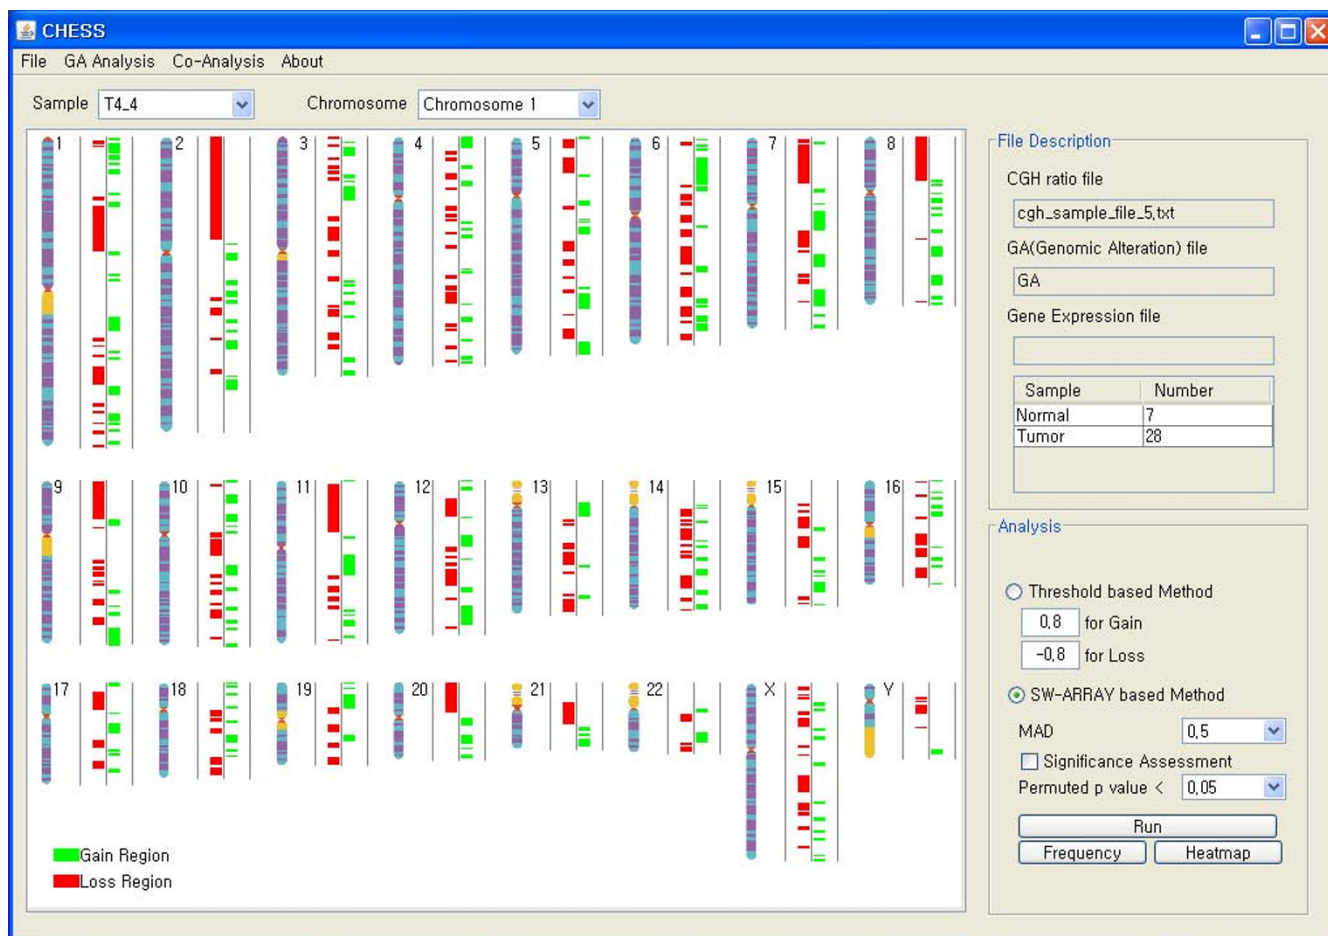 CHESS
File GA Analysis Co-Analysis About
Sample T4_4 Chromosome Chromosome 1
1 2 3 4 5 6 7 8
9 10 11 12 13 14 15 16
17 18 19 20 21 22 X Y
Gain Region
Loss Region
File Description
CGH ratio file
cgh_sample_file_5.txt
GA(Genomic Alteration) file
GA
Gene Expression file
Sample Number
Normal 7
Tumor 28
Analysis
Threshold based Method
0.8 for Gain
-0.8 for Loss
SW-ARRAY based Method
MAD 0.5
Significance Assessment
Permuted p value < 0.05
Run
Frequency Heatmap